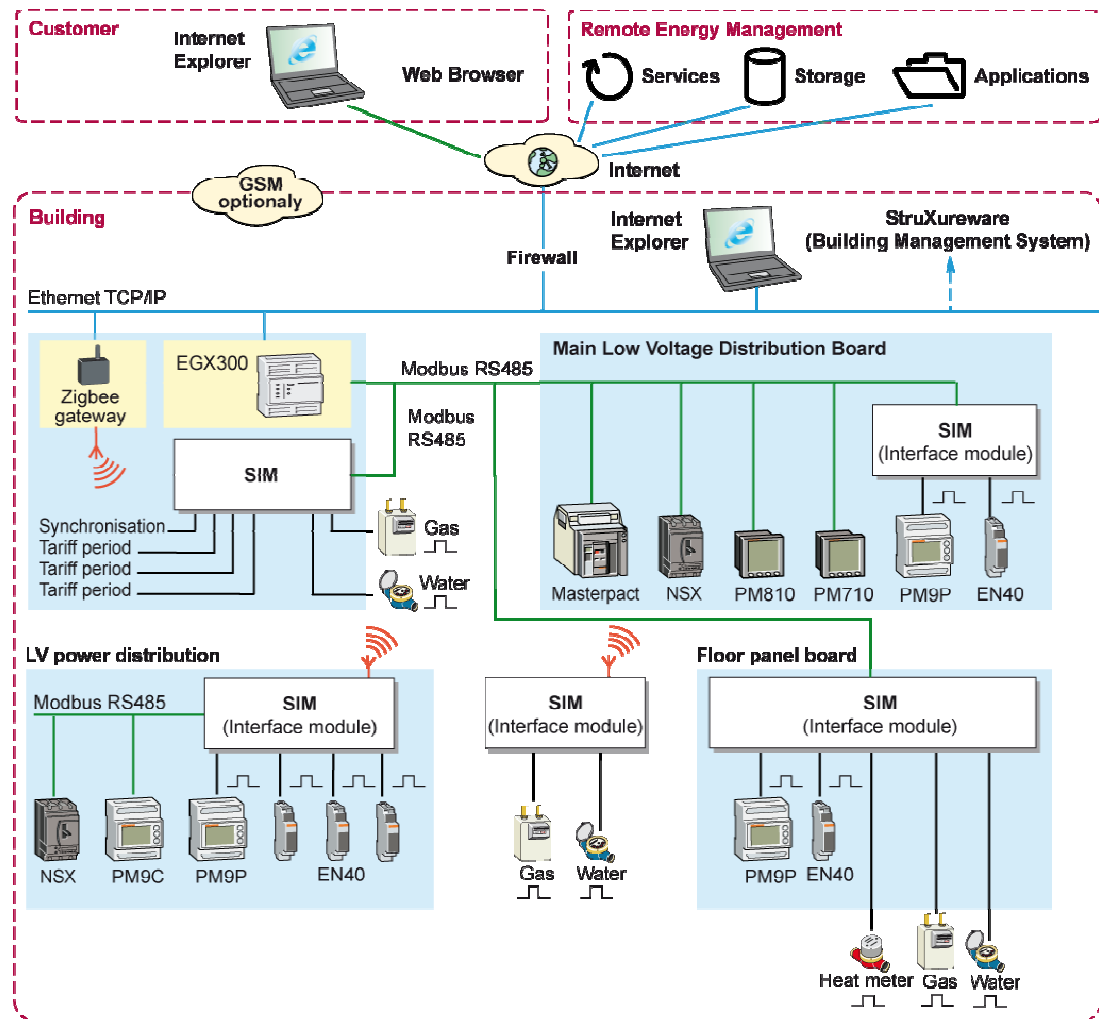 Customer
Internet
Explorer
Web Browser
Remote Energy Management
Services
Storage
Applications
Internet
GSM
optionaly
Building
Firewall
Internet
Explorer
StruXureware
(Building Management System)
Ethernet TCP/IP
Zigbee
gateway
EGX300
Modbus RS485
Modbus
RS485
SIM
Synchronisation
Tariff period
Tariff period
Tariff period
Gas
Water
Main Low Voltage Distribution Board
SIM
(Interface module)
Masterpact
NSX
PM810
PM710
PM9P
EN40
LV power distribution
Modbus RS485
SIM
(Interface module)
NSX
PM9C
PM9P
EN40
SIM
(Interface module)
Gas
Water
Floor panel board
SIM
(Interface module)
PM9P
EN40
Heat meter
Gas
Water